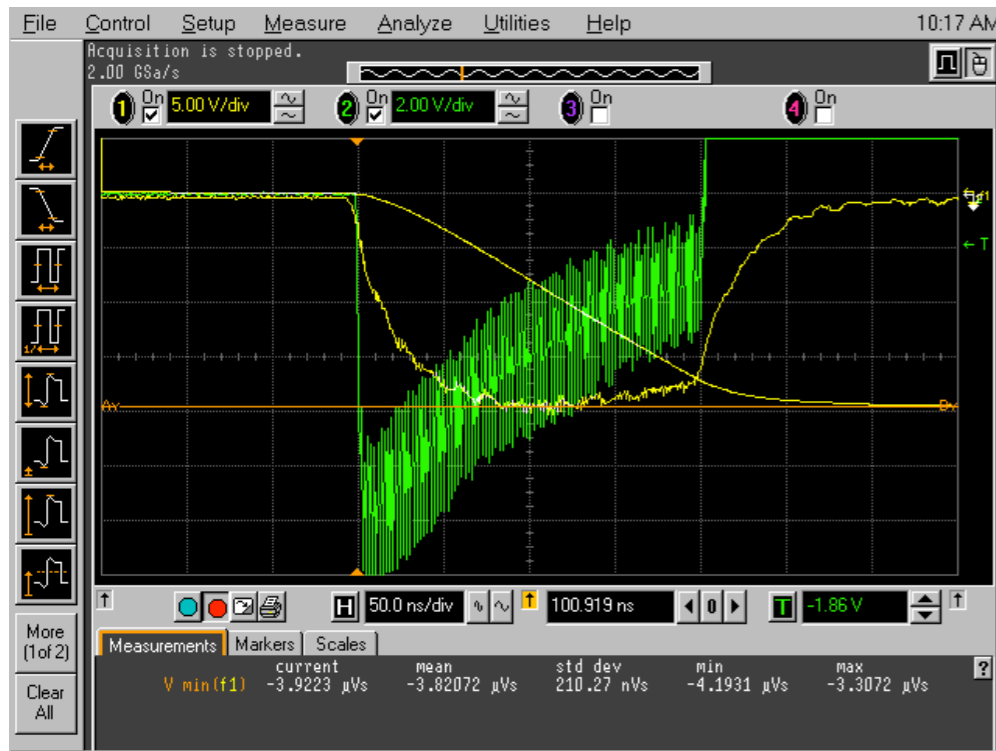 File Control Setup Measure Analyze Utilities Help 10:17 AM
Acquisition is stopped.
2.00 GSa/s
1 On 5.00 V/div 2 On 2.00 V/div 3 On 4 On
T
Ay
By
H 50.0 ns/div 100.919 ns 0 T -1.86 V
More
(1of 2)
Clear
All
Measurements Markers Scales
current mean std dev min max
V min(f1) -3.9223 µVs -3.82072 µVs 210.27 nVs -4.1931 µVs -3.3072 µVs
?